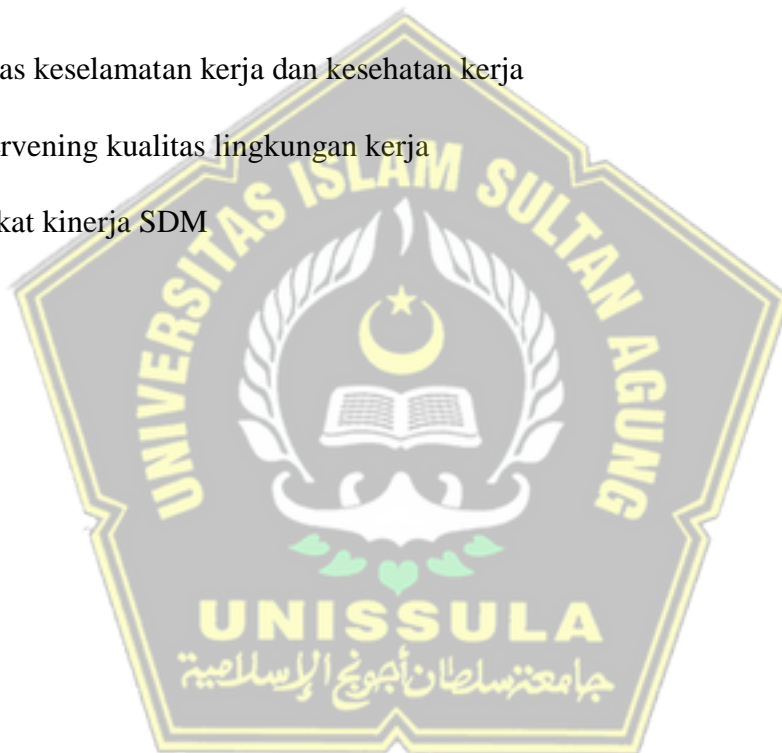 as keselamatan kerja dan kesehatan kerja
rvening kualitas lingkungan kerja
kat kinerja SDM
UNIVERSITAS ISLAM SULTAN AGUNG
UNISSULA
جامعة سلطان أجونج الإسلامية